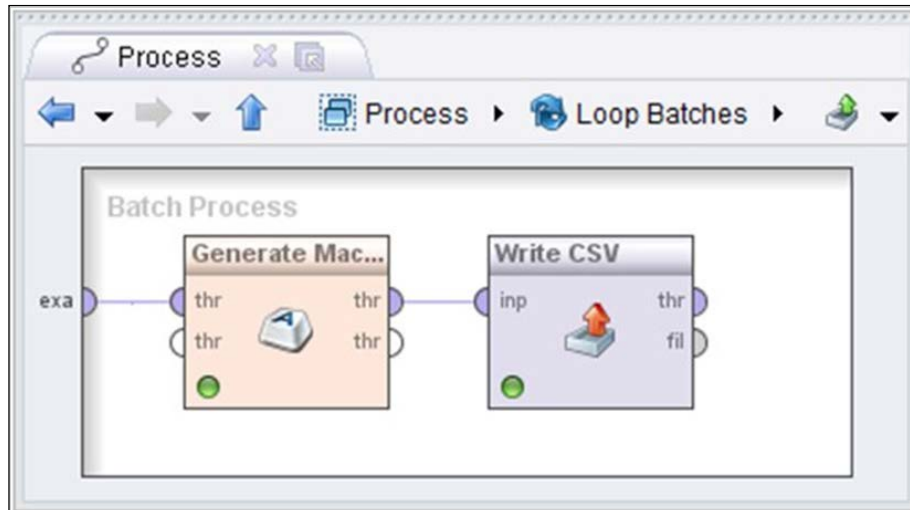 Process
Process Loop Batches
Batch Process
Generate Mac... Write CSV
exa thr thr inp thr
thr thr fil